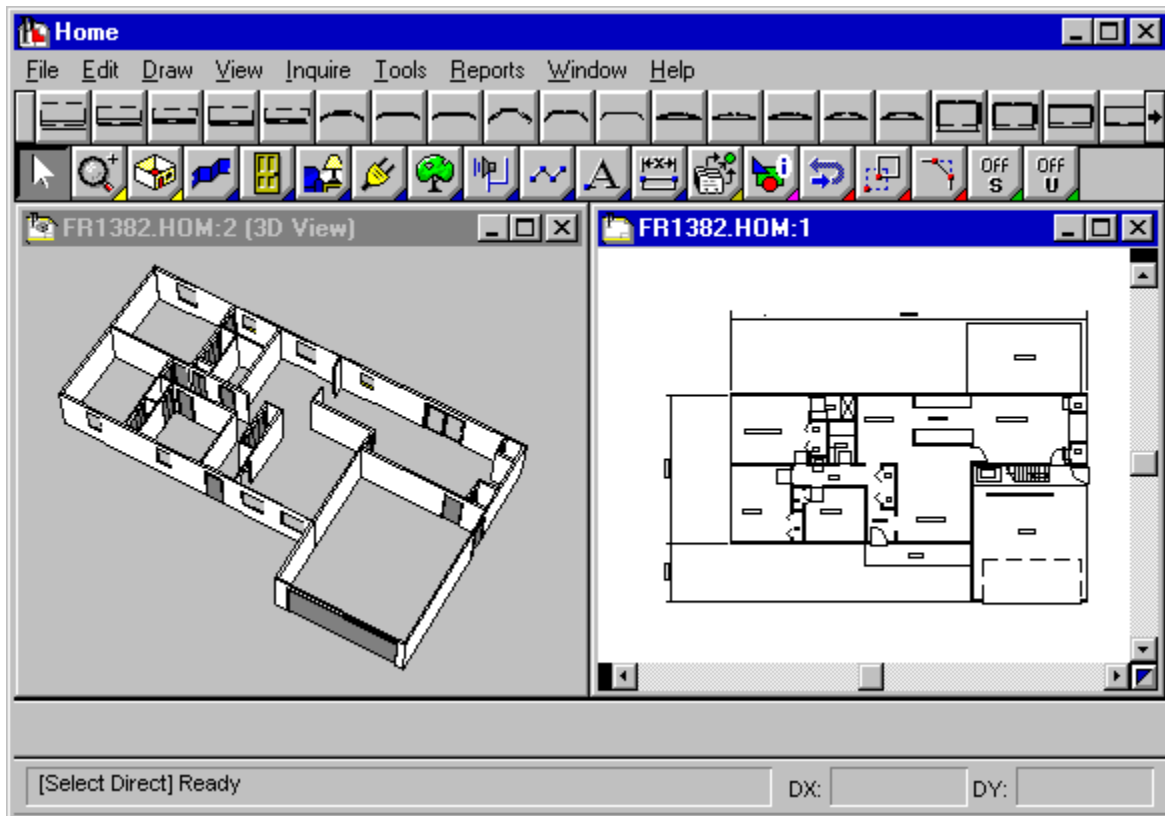 Home
File Edit Draw View Inquire Tools Reports Window Help
A Off S Off U
FR1382.HOM:2 (3D View)
FR1382.HOM:1
[Select Direct] Ready DX: DY: